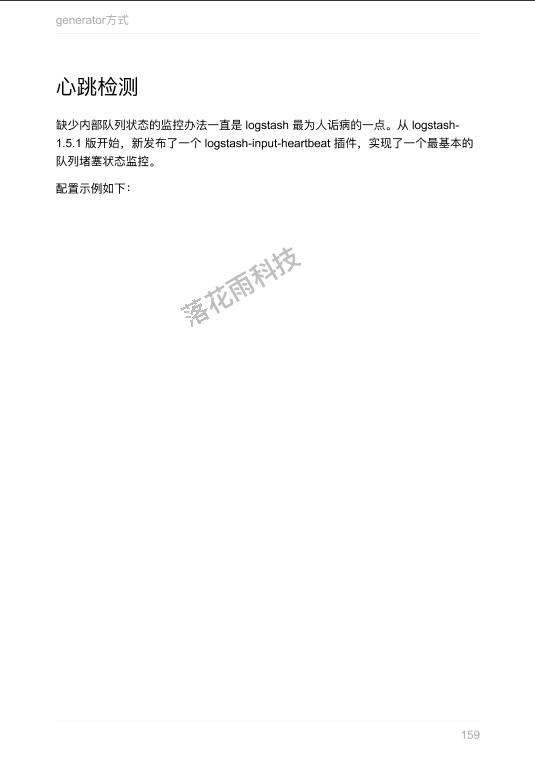 generator方式
心跳检测
缺少内部队列状态的监控办法一直是 logstash 最为人诟病的一点。从 logstash-
1.5.1 版开始，新发布了一个 logstash-input-heartbeat 插件，实现了一个最基本的
队列堵塞状态监控。
配置示例如下：
落花雨科技
159